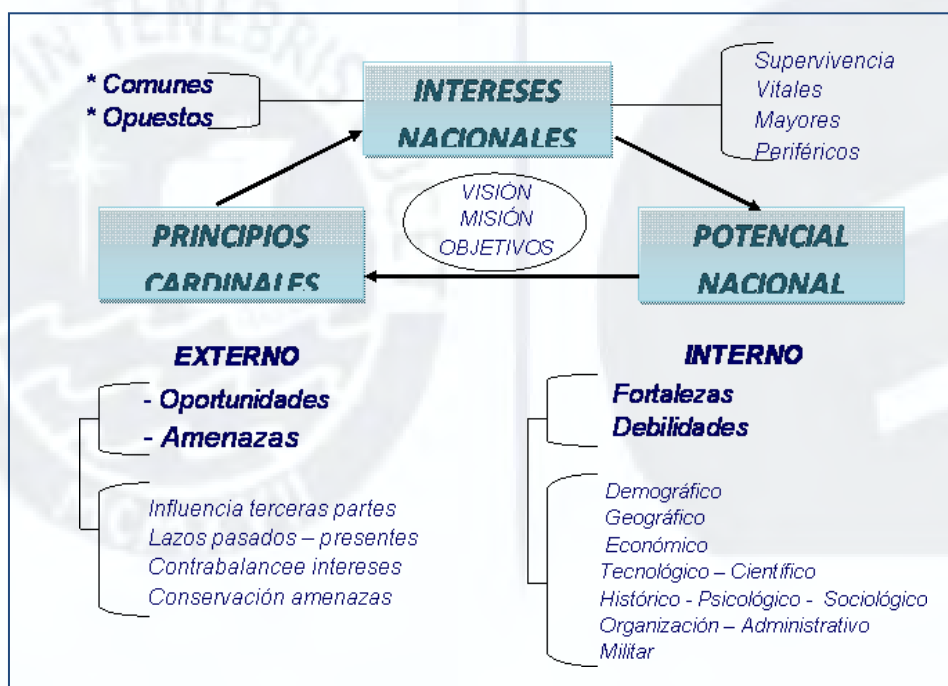 * Comunes
* Opuestos
INTERESES
NACIONALES
Supervivencia
Vitales
Mayores
Periféricos
VISIÓN
MISIÓN
OBJETIVOS
PRINCIPIOS
CARDINALES
POTENCIAL
NACIONAL
EXTERNO
- Oportunidades
- Amenazas
Influencia terceras partes
Lazos pasados – presentes
Contrabalancee intereses
Conservación amenazas
INTERNO
Fortalezas
Debilidades
Demográfico
Geográfico
Económico
Tecnológico – Científico
Histórico - Psicológico - Sociológico
Organización – Administrativo
Militar
IN TENEBRIS